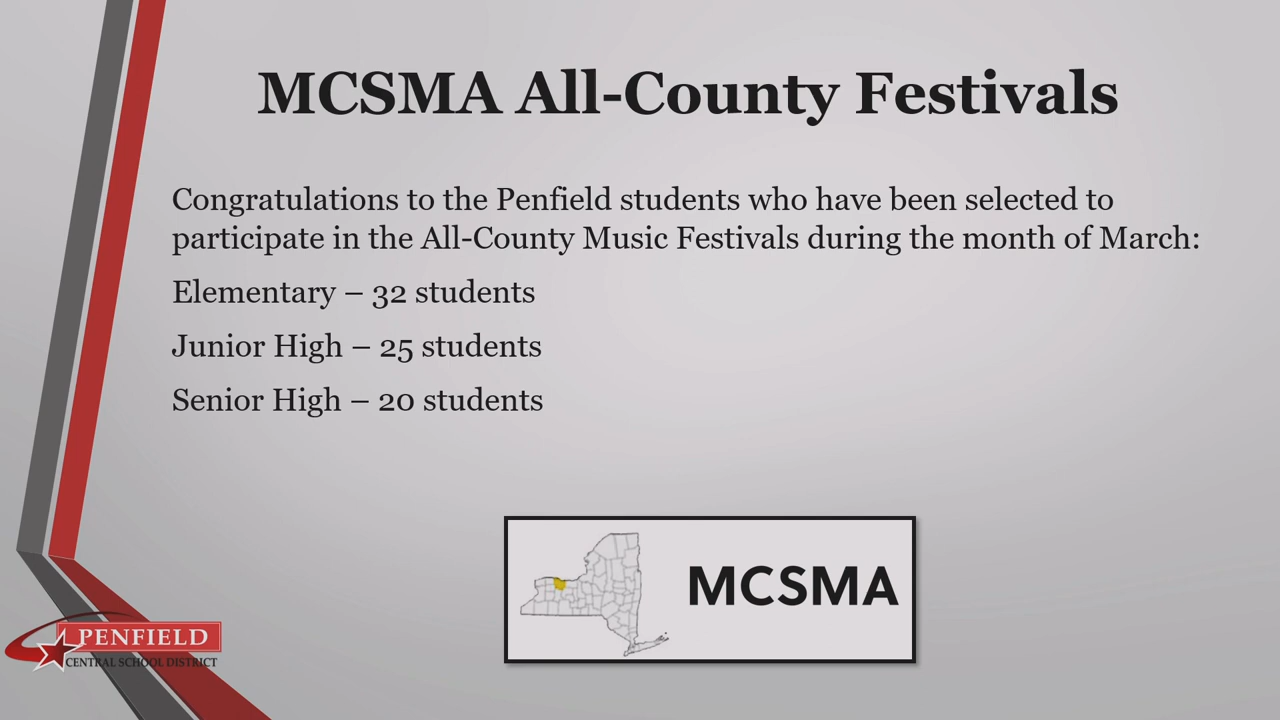 MCSMA All-County Festivals
Congratulations to the Penfield students who have been selected to
participate in the All-County Music Festivals during the month of March:
Elementary – 32 students
Junior High – 25 students
Senior High – 20 students
MCSMA
PENFIELD
CENTRAL SCHOOL DISTRICT